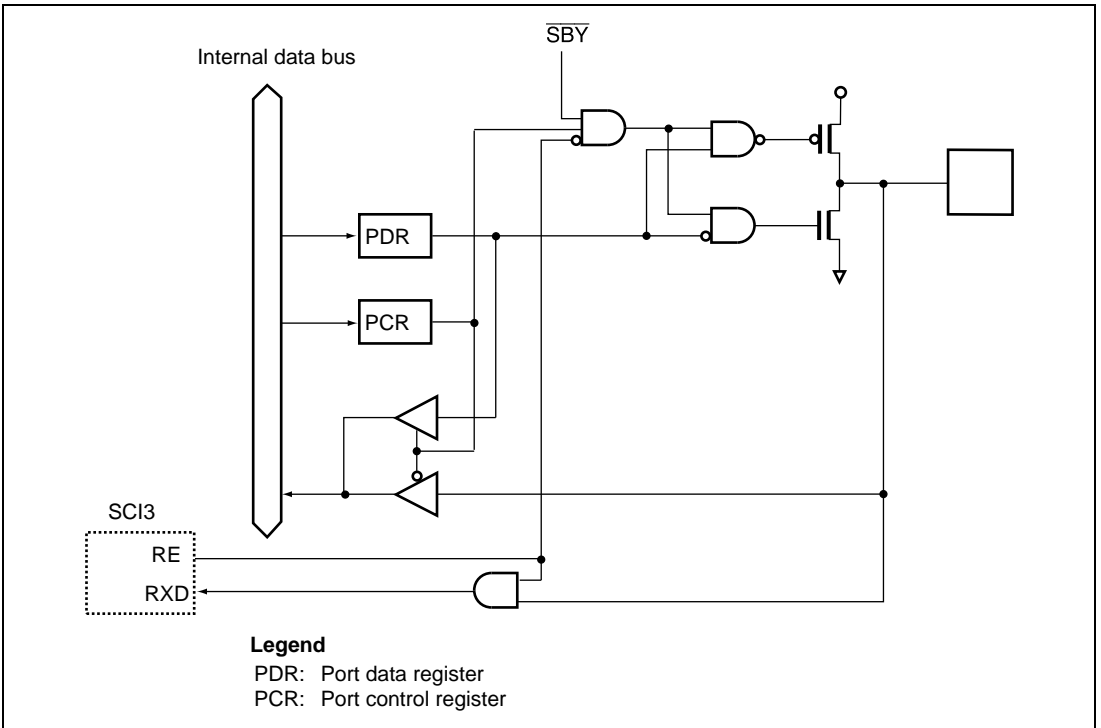 SBY
Internal data bus
PDR
PCR
SCI3
RE
RXD
Legend
PDR: Port data register
PCR: Port control register